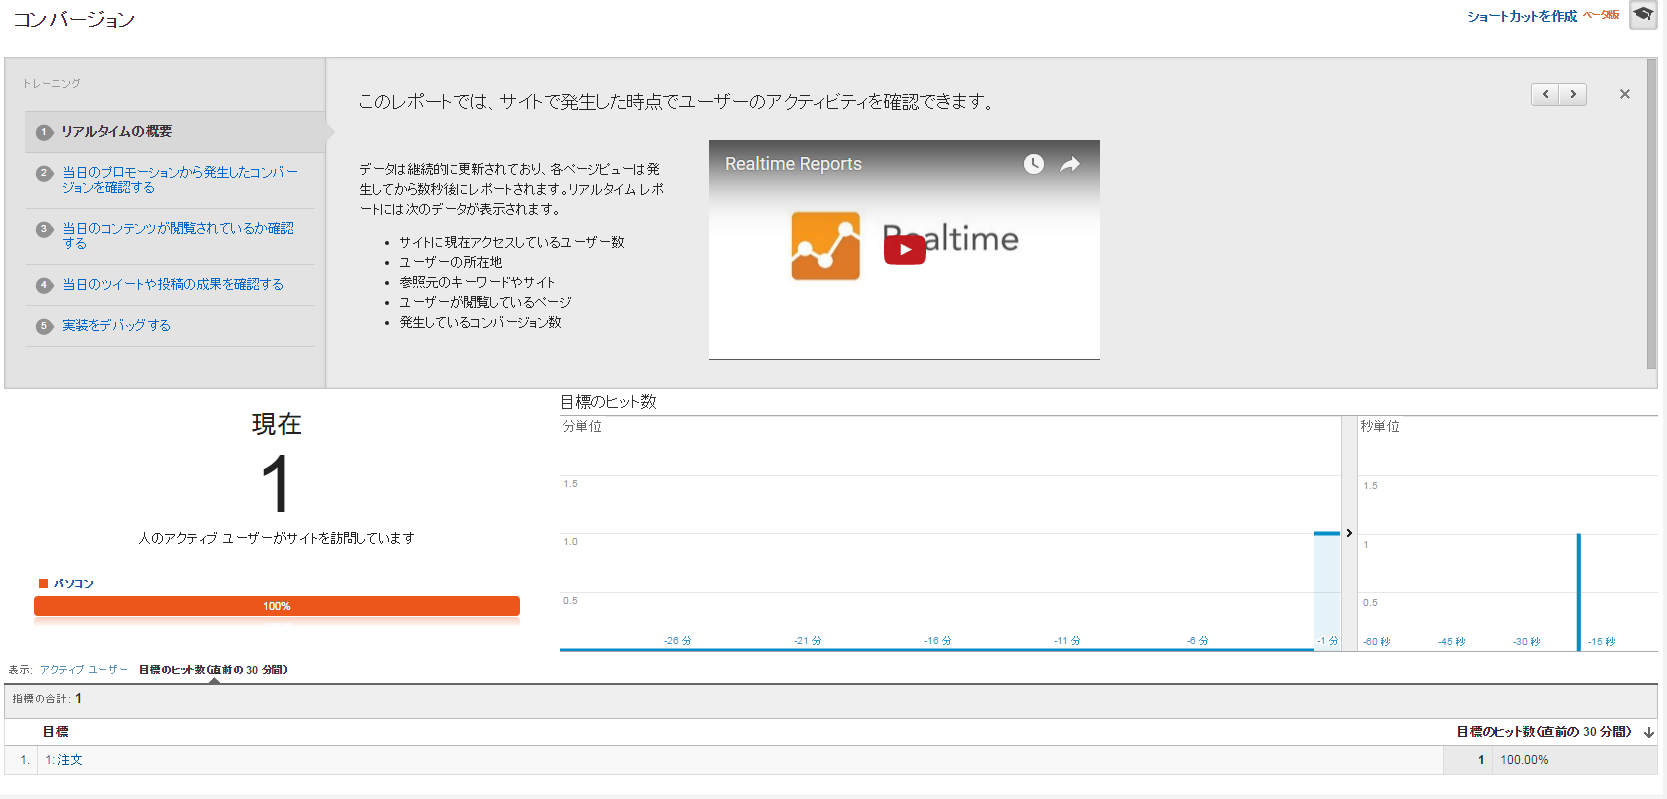 コンバージョン
ショートカットを作成 ベータ版
トレーニング
1 リアルタイムの概要
2 当日のプロモーションから発生したコンバー
ジョンを確認する
3 当日のコンテンツが閲覧されているか確認
する
4 当日のツイートや投稿の成果を確認する
5 実装をデバッグする
このレポートでは、サイトで発生した時点でユーザーのアクティビティを確認できます。
データは継続的に更新されており、各ページビューは発
生してから数秒後にレポートされます。リアルタイム レポ
ートには次のデータが表示されます。
• サイトに現在アクセスしているユーザー数
• ユーザーの所在地
• 参照元のキーワードやサイト
• ユーザーが閲覧しているページ
• 発生しているコンバージョン数
Realtime Reports
Realtime
現在
1
人のアクティブ ユーザーがサイトを訪問しています
パソコン
100%
目標のヒット数
分単位
1.5
1.0
0.5
-26 分 -21 分 -16 分 -11 分 -6 分 -1 分
秒単位
1.5
1
0.5
-60 秒 -45 秒 -30 秒 -15 秒
表示: アクティブ ユーザー 目標のヒット数(直前の 30 分間)
指標の合計: 1
目標 目標のヒット数(直前の 30 分間)
1. 1: 注文 1 100.00%